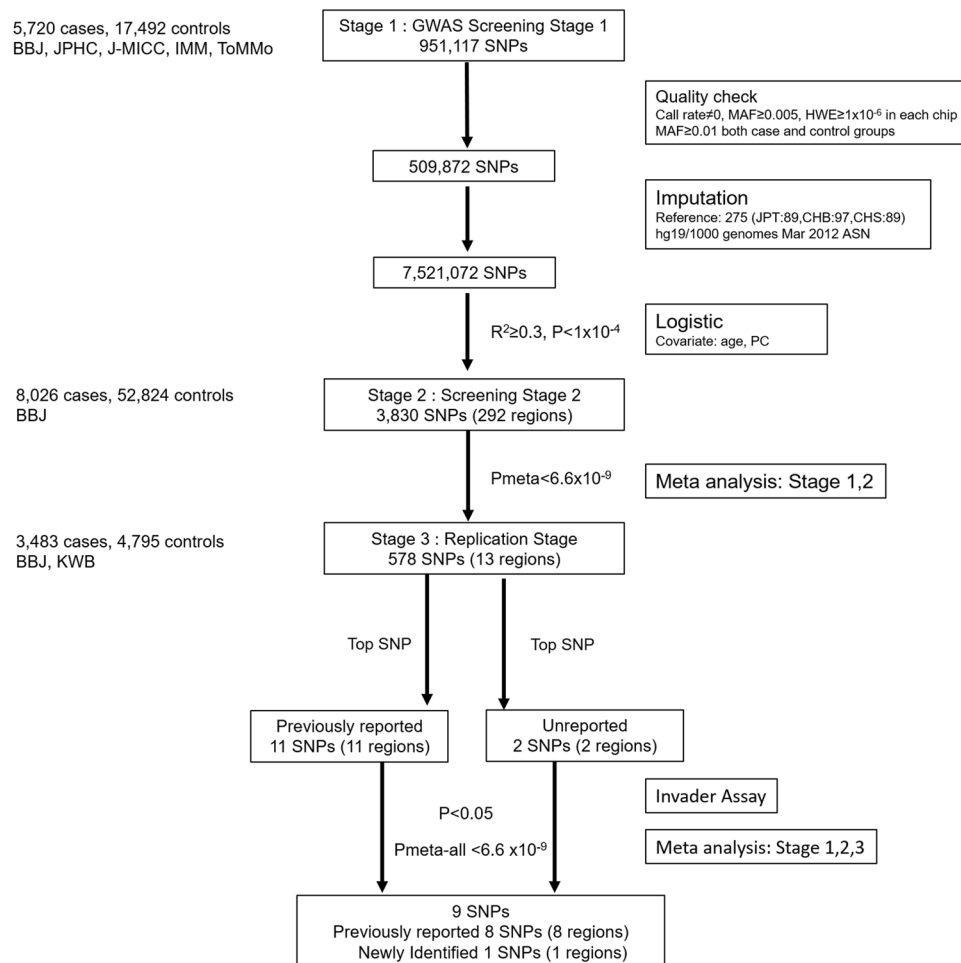 5,720 cases, 17,492 controls
BBJ, JPHC, J-MICC, IMM, ToMMo
Stage 1 : GWAS Screening Stage 1
951,117 SNPs
Quality check
Call rate≠0, MAF≥0.005, HWE≥1x10⁻⁶ in each chip
MAF≥0.01 both case and control groups
509,872 SNPs
Imputation
Reference: 275 (JPT:89,CHB:97,CHS:89)
hg19/1000 genomes Mar 2012 ASN
7,521,072 SNPs
R²≥0.3, P<1x10⁻⁴
Logistic
Covariate: age, PC
8,026 cases, 52,824 controls
BBJ
Stage 2 : Screening Stage 2
3,830 SNPs (292 regions)
Pmeta<6.6x10⁻⁹
Meta analysis: Stage 1,2
3,483 cases, 4,795 controls
BBJ, KWB
Stage 3 : Replication Stage
578 SNPs (13 regions)
Top SNP
Top SNP
Previously reported
11 SNPs (11 regions)
Unreported
2 SNPs (2 regions)
Invader Assay
P<0.05
Pmeta-all <6.6 x10⁻⁹
Meta analysis: Stage 1,2,3
9 SNPs
Previously reported 8 SNPs (8 regions)
Newly Identified 1 SNPs (1 regions)